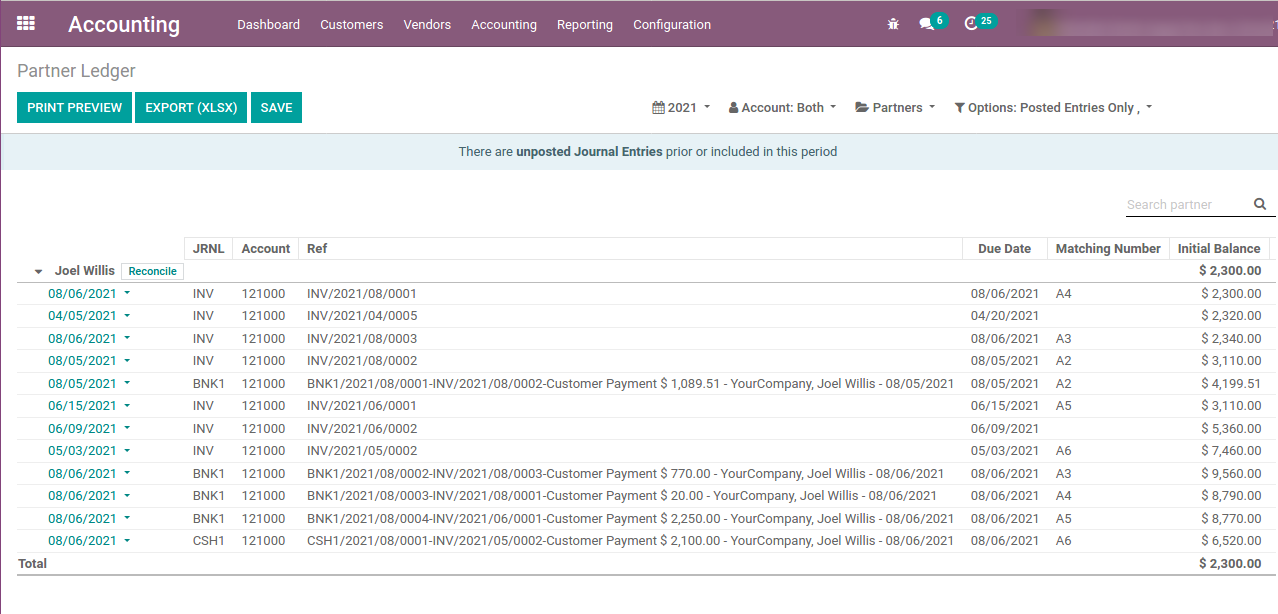 Accounting Dashboard Customers Vendors Accounting Reporting Configuration 6 25
Partner Ledger
PRINT PREVIEW EXPORT (XLSX) SAVE 2021 Account: Both Partners Options: Posted Entries Only ,
There are unposted Journal Entries prior or included in this period
Search partner
JRNL Account Ref Due Date Matching Number Initial Balance
Joel Willis Reconcile $ 2,300.00
08/06/2021 INV 121000 INV/2021/08/0001 08/06/2021 A4 $ 2,300.00
04/05/2021 INV 121000 INV/2021/04/0005 04/20/2021 $ 2,320.00
08/06/2021 INV 121000 INV/2021/08/0003 08/06/2021 A3 $ 2,340.00
08/05/2021 INV 121000 INV/2021/08/0002 08/05/2021 A2 $ 3,110.00
08/05/2021 BNK1 121000 BNK1/2021/08/0001-INV/2021/08/0002-Customer Payment $ 1,089.51 - YourCompany, Joel Willis - 08/05/2021 08/05/2021 A2 $ 4,199.51
06/15/2021 INV 121000 INV/2021/06/0001 06/15/2021 A5 $ 3,110.00
06/09/2021 INV 121000 INV/2021/06/0002 06/09/2021 $ 5,360.00
05/03/2021 INV 121000 INV/2021/05/0002 05/03/2021 A6 $ 7,460.00
08/06/2021 BNK1 121000 BNK1/2021/08/0002-INV/2021/08/0003-Customer Payment $ 770.00 - YourCompany, Joel Willis - 08/06/2021 08/06/2021 A3 $ 9,560.00
08/06/2021 BNK1 121000 BNK1/2021/08/0003-INV/2021/08/0001-Customer Payment $ 20.00 - YourCompany, Joel Willis - 08/06/2021 08/06/2021 A4 $ 8,790.00
08/06/2021 BNK1 121000 BNK1/2021/08/0004-INV/2021/06/0001-Customer Payment $ 2,250.00 - YourCompany, Joel Willis - 08/06/2021 08/06/2021 A5 $ 8,770.00
08/06/2021 CSH1 121000 CSH1/2021/08/0001-INV/2021/05/0002-Customer Payment $ 2,100.00 - YourCompany, Joel Willis - 08/06/2021 08/06/2021 A6 $ 6,520.00
Total $ 2,300.00